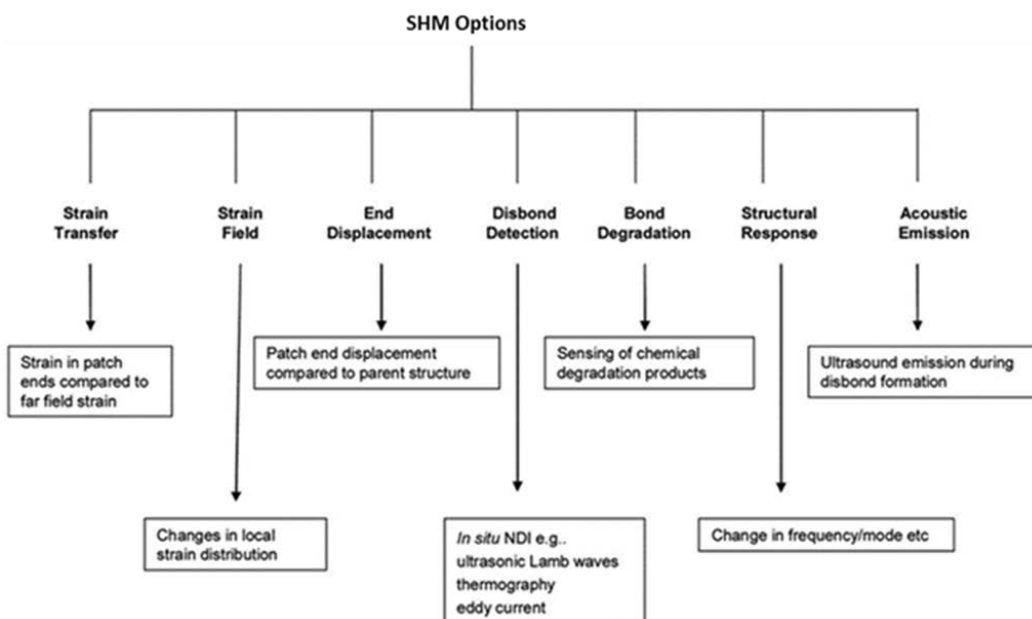 SHM Options
Strain
Transfer
Strain
Field
End
Displacement
Disbond
Detection
Bond
Degradation
Structural
Response
Acoustic
Emission
Strain in patch
ends compared to
far field strain
Patch end displacement
compared to parent structure
Sensing of chemical
degradation products
Ultrasound emission during
disbond formation
Changes in local
strain distribution
In situ NDI e.g..
ultrasonic Lamb waves
thermography
eddy current
Change in frequency/mode etc